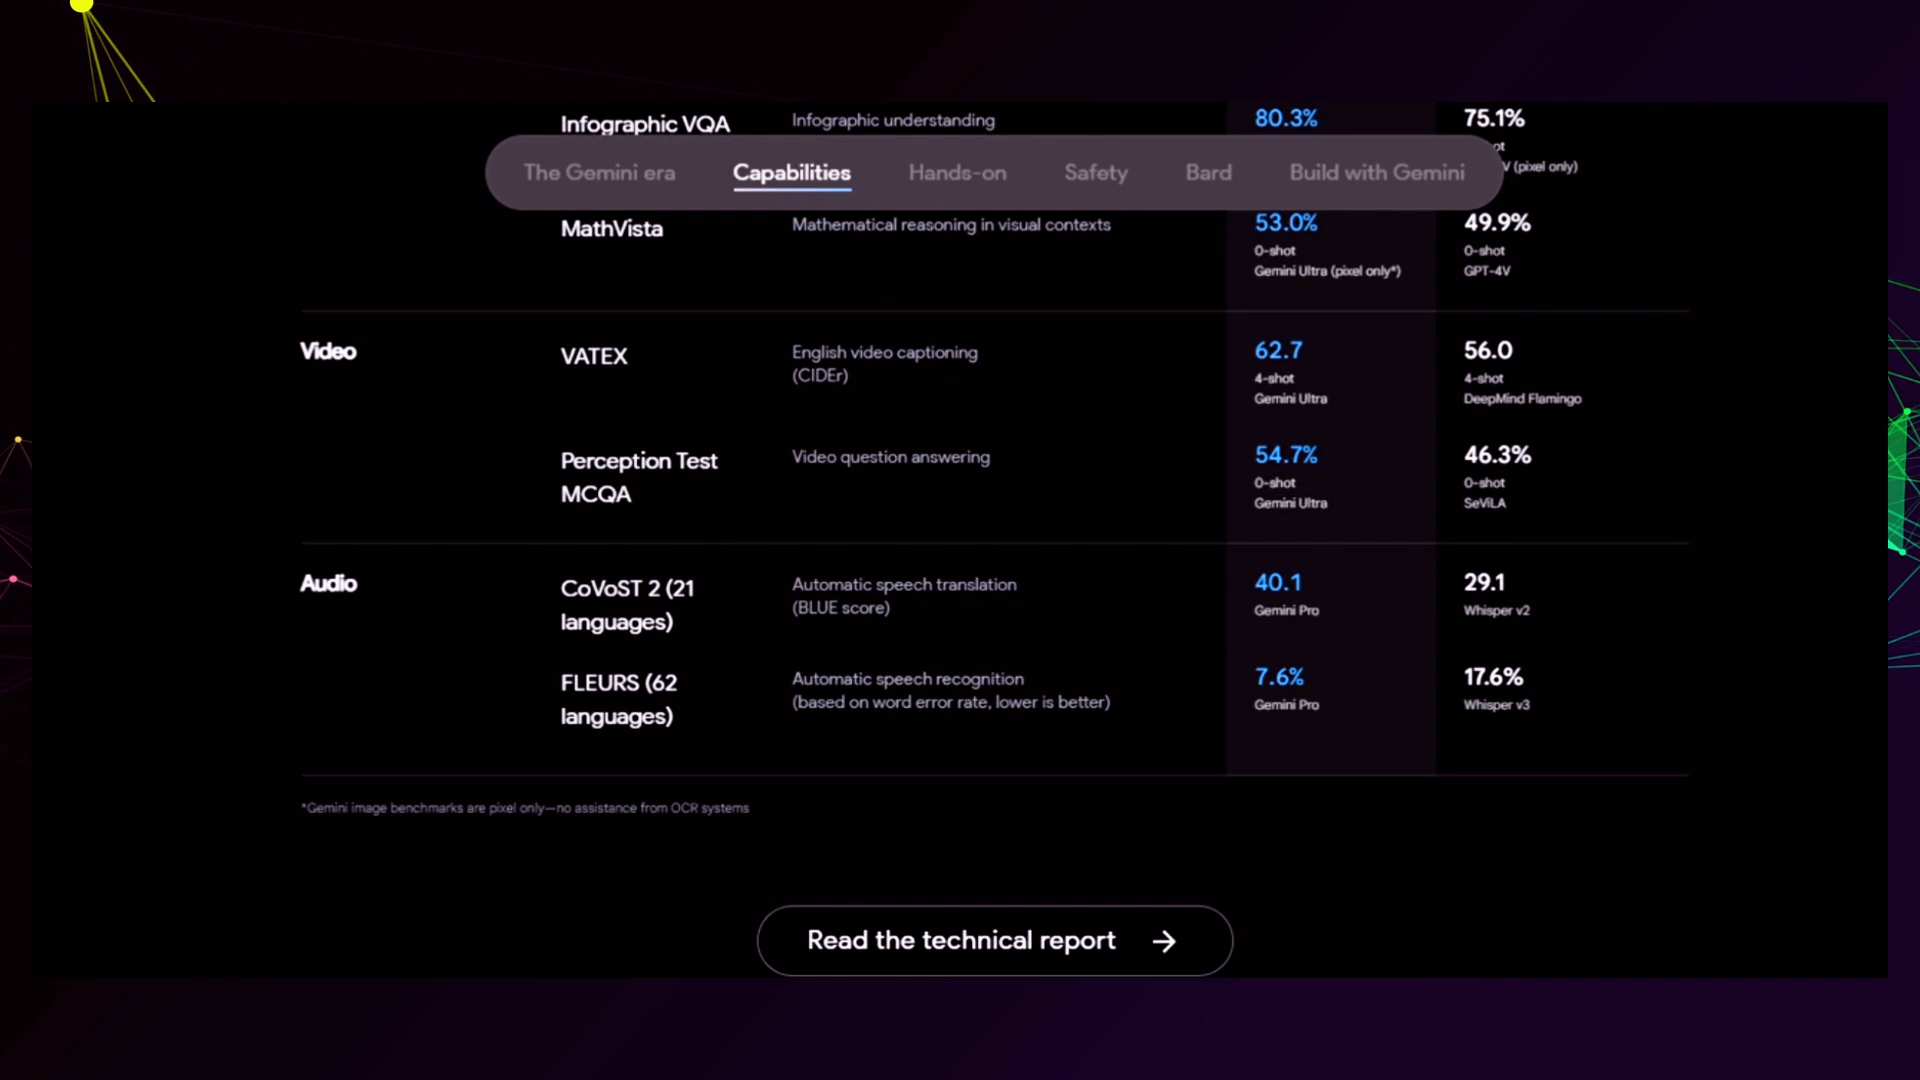 Infographic VQA Infographic understanding 80.3% 75.1%
ot
V (pixel only)
The Gemini era Capabilities Hands-on Safety Bard Build with Gemini
MathVista Mathematical reasoning in visual contexts 53.0% 49.9%
0-shot 0-shot
Gemini Ultra (pixel only*) GPT-4V
Video VATEX English video captioning 62.7 56.0
(CIDEr) 4-shot 4-shot
Gemini Ultra DeepMind Flamingo
Perception Test Video question answering 54.7% 46.3%
MCQA 0-shot 0-shot
Gemini Ultra SeViLA
Audio CoVoST 2 (21 Automatic speech translation 40.1 29.1
languages) (BLUE score) Gemini Pro Whisper v2
FLEURS (62 Automatic speech recognition 7.6% 17.6%
languages) (based on word error rate, lower is better) Gemini Pro Whisper v3
*Gemini image benchmarks are pixel only—no assistance from OCR systems
Read the technical report →